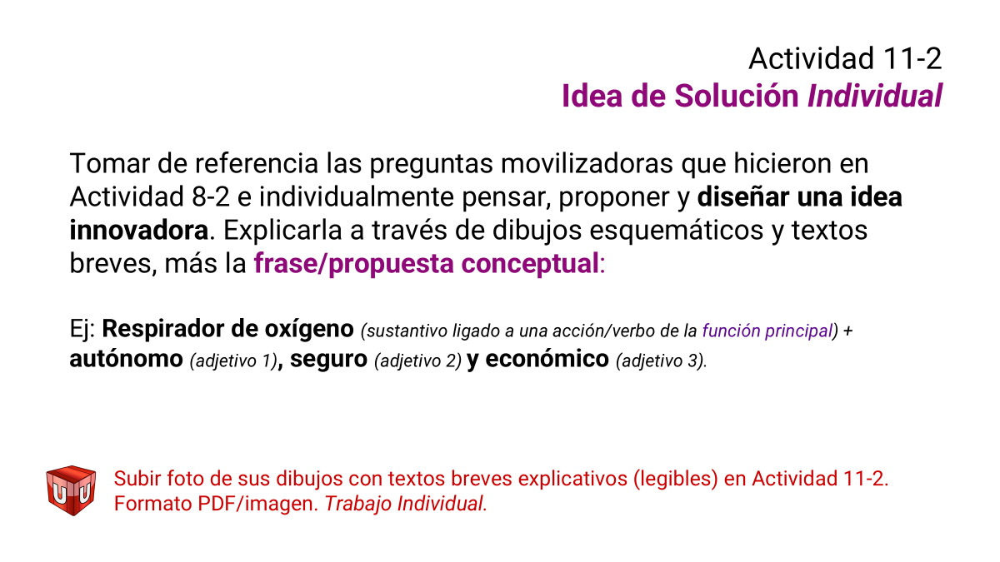 Actividad 11-2
Idea de Solución Individual
Tomar de referencia las preguntas movilizadoras que hicieron en
Actividad 8-2 e individualmente pensar, proponer y diseñar una idea
innovadora. Explicarla a través de dibujos esquemáticos y textos
breves, más la frase/propuesta conceptual:
Ej: Respirador de oxígeno (sustantivo ligado a una acción/verbo de la función principal) +
autónomo (adjetivo 1), seguro (adjetivo 2) y económico (adjetivo 3).
Subir foto de sus dibujos con textos breves explicativos (legibles) en Actividad 11-2.
Formato PDF/imagen. Trabajo Individual.